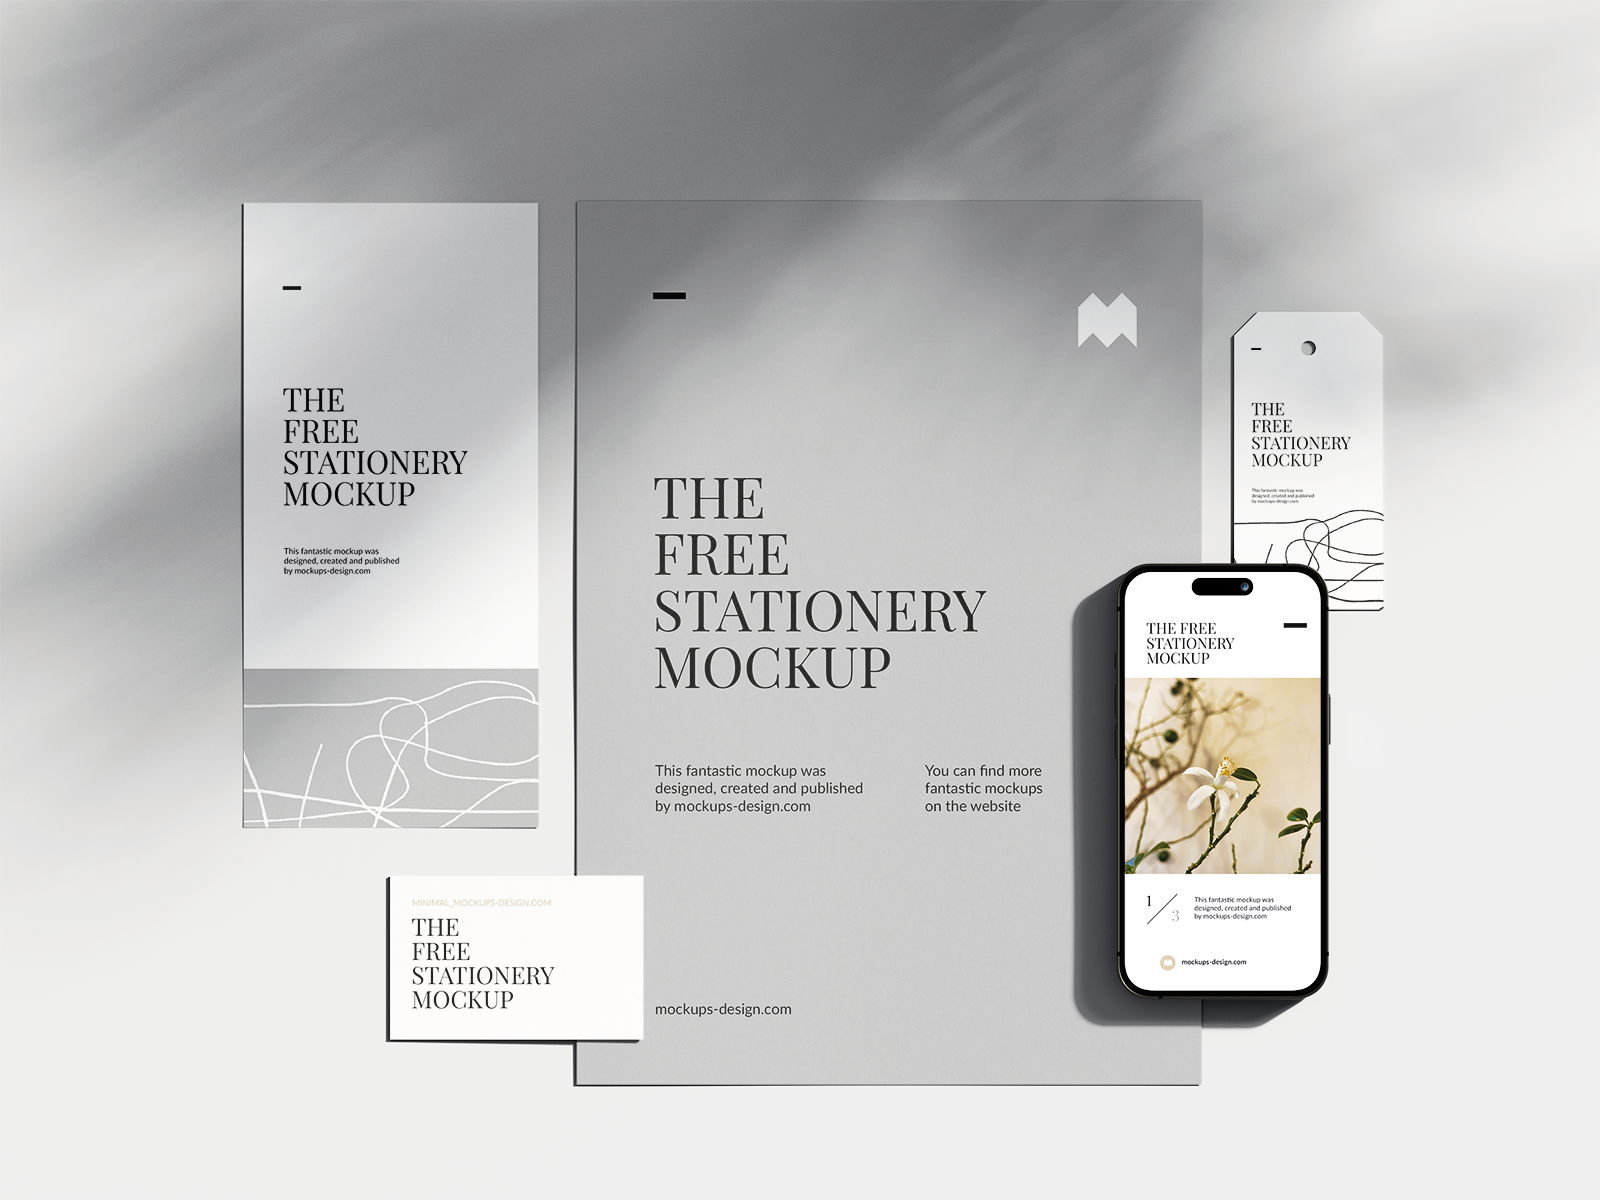 THE
FREE
STATIONERY
MOCKUP
This fantastic mockup was
designed, created and published
by mockups-design.com
THE
FREE
STATIONERY
MOCKUP
This fantastic mockup was
designed, created and published
by mockups-design.com
You can find more
fantastic mockups
on the website
mockups-design.com
THE
FREE
STATIONERY
MOCKUP
This fantastic mockup was
designed, created and published
by mockups-design.com
THE FREE
STATIONERY
MOCKUP
1
3
This fantastic mockup was
designed, created and published
by mockups-design.com
mockups-design.com
MINIMAL_MOCKUPS-DESIGN.COM
THE
FREE
STATIONERY
MOCKUP